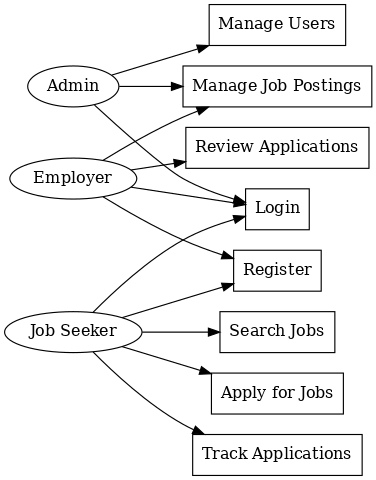 Manage Users
Admin
Manage Job Postings
Review Applications
Employer
Login
Register
Job Seeker
Search Jobs
Apply for Jobs
Track Applications